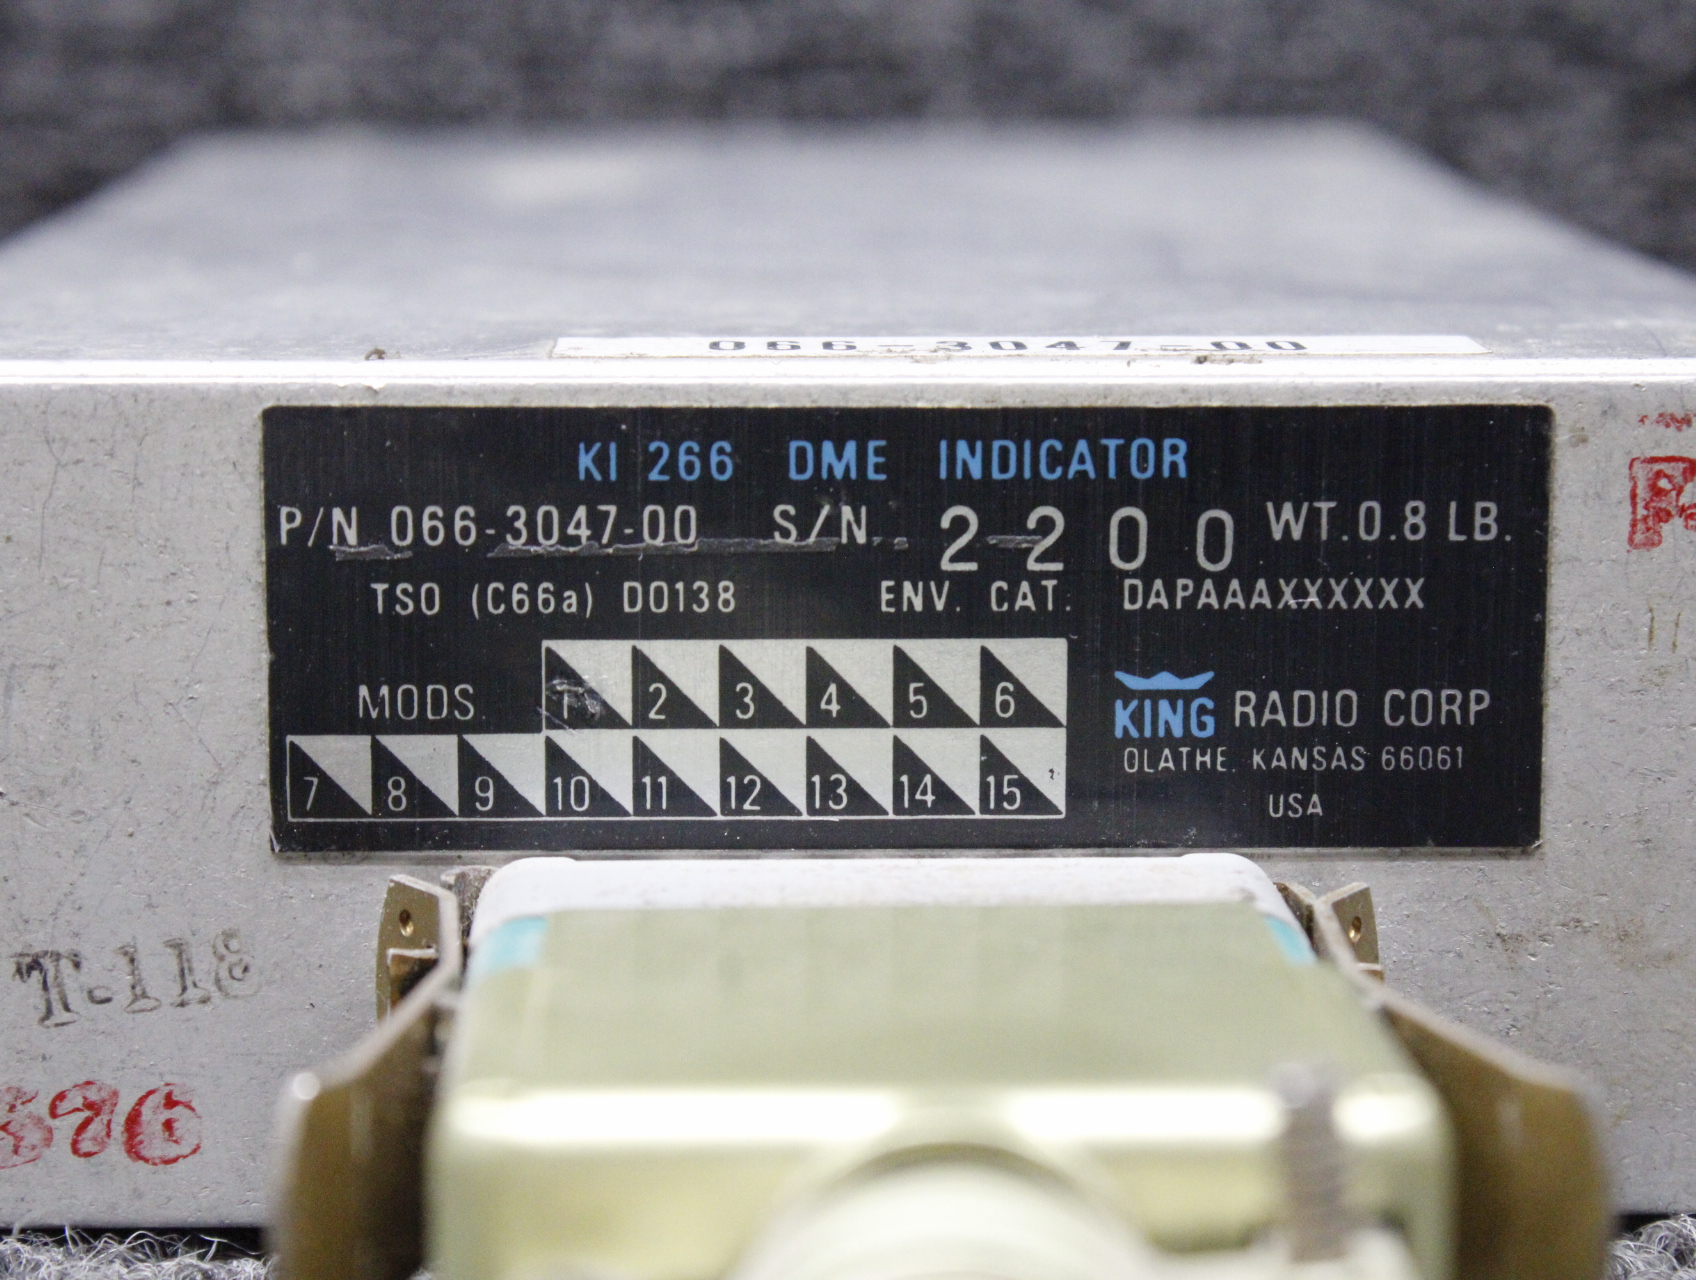 066-3047-00
KI 266 DME INDICATOR
P/N 066-3047-00 S/N 2200 WT.0.8 LB.
TSO (C66a) DO138 ENV. CAT. DAPAAAXXXXXX
MODS. 1 2 3 4 5 6
7 8 9 10 11 12 13 14 15
KING RADIO CORP
OLATHE, KANSAS 66061
USA
T-118